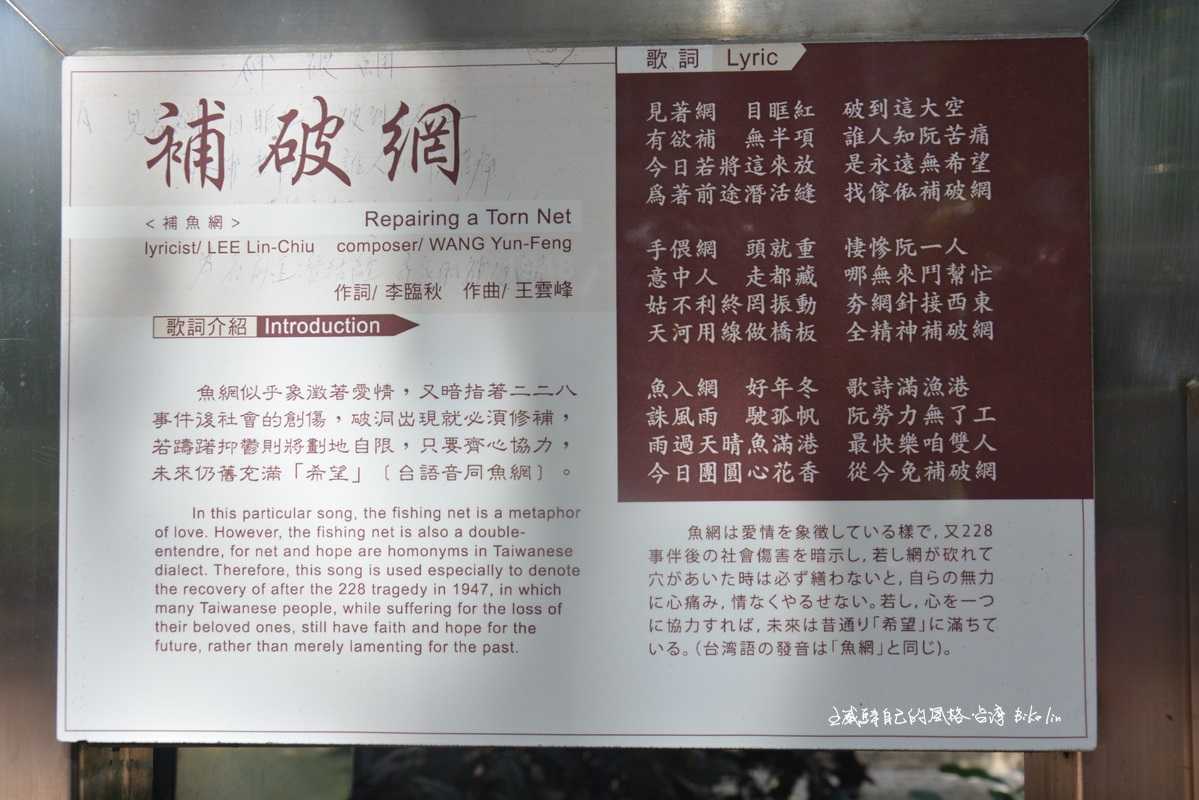 補破網
<補魚網>
Repairing a Torn Net
lyricist/ LEE Lin-Chiu composer/ WANG Yun-Feng
作詞/ 李臨秋 作曲/ 王雲峰
歌詞介紹 Introduction
魚網似乎象徵著愛情，又暗指著二二八
事件後社會的創傷，破洞出現就必須修補，
若躊躇抑鬱則將劃地自限，只要齊心協力，
未來仍舊充滿「希望」〔台語音同魚網〕。
In this particular song, the fishing net is a metaphor
of love. However, the fishing net is also a double-
entendre, for net and hope are homonyms in Taiwanese
dialect. Therefore, this song is used especially to denote
the recovery of after the 228 tragedy in 1947, in which
many Taiwanese people, while suffering for the loss of
their beloved ones, still have faith and hope for the
future, rather than merely lamenting for the past.
歌詞 Lyric
見著網 目眶紅 破到這大空
有欲補 無半項 誰人知阮苦痛
今日若將這來放 是永遠無希望
爲著前途潛活縫 找傢俬補破網
手偎網 頭就重 悽慘阮一人
意中人 走都藏 哪無來鬥幫忙
姑不利終罔振動 夯網針接西東
天河用線做橋板 全精神補破網
魚入網 好年冬 歌詩滿漁港
誅風雨 駛孤帆 阮勞力無了工
雨過天晴魚滿港 最快樂咱雙人
今日團圓心花香 從今免補破網
魚網は愛情を象徵している樣で，又228
事件後の社會傷害を暗示し，若し網が砍れて
穴があいた時は必ず繕わないと，自らの無力
に心痛み，情なくやるせない。若し，心を一つ
に協力すれば，未來は昔通り「希望」に滿ちて
いる。（台湾語の發音は「魚網」と同じ）。
自己的風格